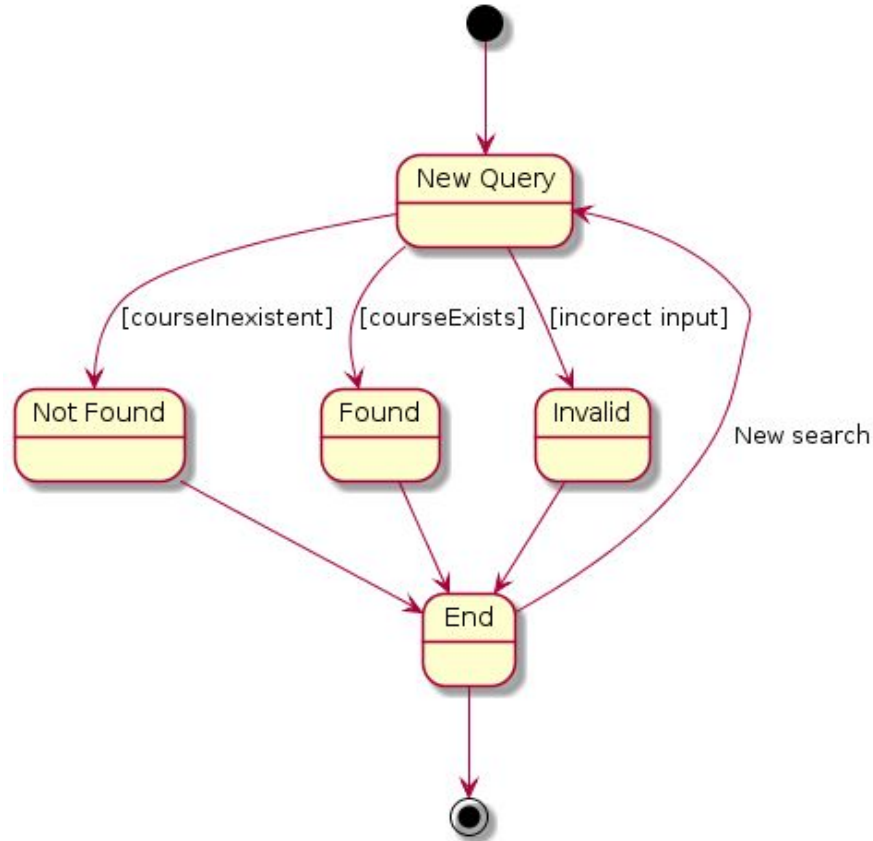 New Query
[courseInexistent]
[courseExists]
[incorect input]
Not Found
Found
Invalid
New search
End